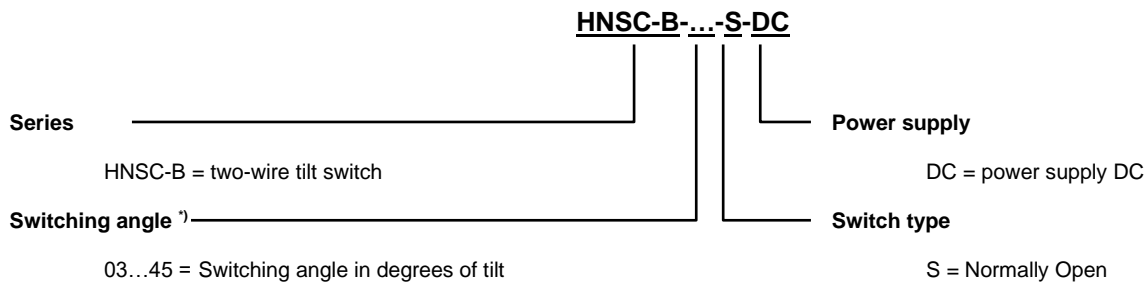 HNSC-B-…-S-DC
Series
Power supply
HNSC-B = two-wire tilt switch
DC = power supply DC
Switching angle *)
Switch type
03…45 = Switching angle in degrees of tilt
S = Normally Open